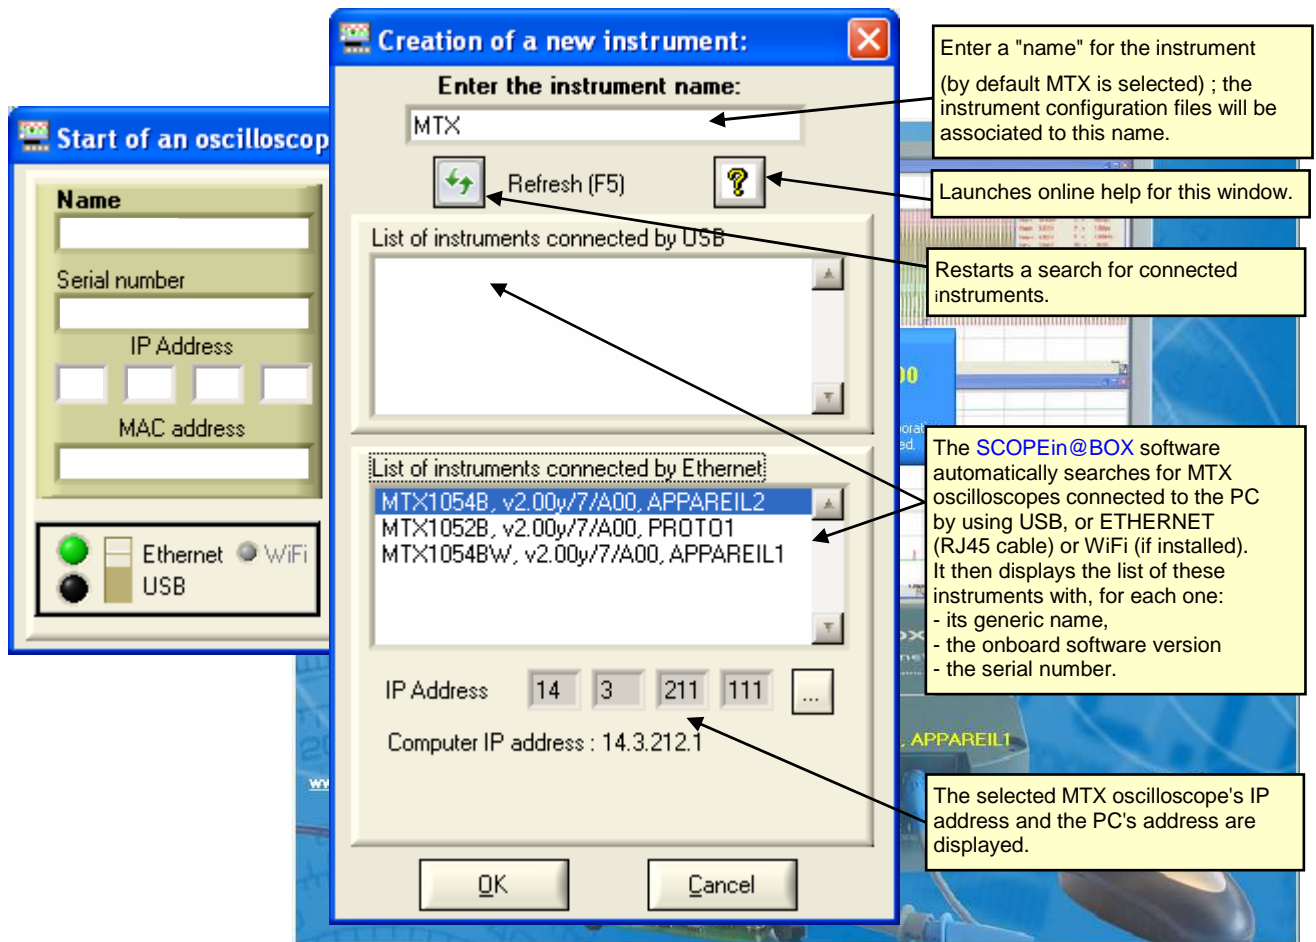 Creation of a new instrument:
Enter the instrument name:
MTX
Refresh (F5)
?
List of instruments connected by USB
List of instruments connected by Ethernet
MTX1054B, v2.00y/7/A00, APPAREIL2
MTX1052B, v2.00y/7/A00, PROTO1
MTX1054BW, v2.00y/7/A00, APPAREIL1
IP Address 14 3 211 111 ...
Computer IP address : 14.3.212.1
OK Cancel
Start of an oscilloscop
Name
Serial number
IP Address
MAC address
Ethernet WiFi
USB
Enter a "name" for the instrument
(by default MTX is selected) ; the
instrument configuration files will be
associated to this name.
Launches online help for this window.
Restarts a search for connected
instruments.
The SCOPEin@BOX software
automatically searches for MTX
oscilloscopes connected to the PC
by using USB, or ETHERNET
(RJ45 cable) or WiFi (if installed).
It then displays the list of these
instruments with, for each one:
- its generic name,
- the onboard software version
- the serial number.
, APPAREIL1
The selected MTX oscilloscope's IP
address and the PC's address are
displayed.